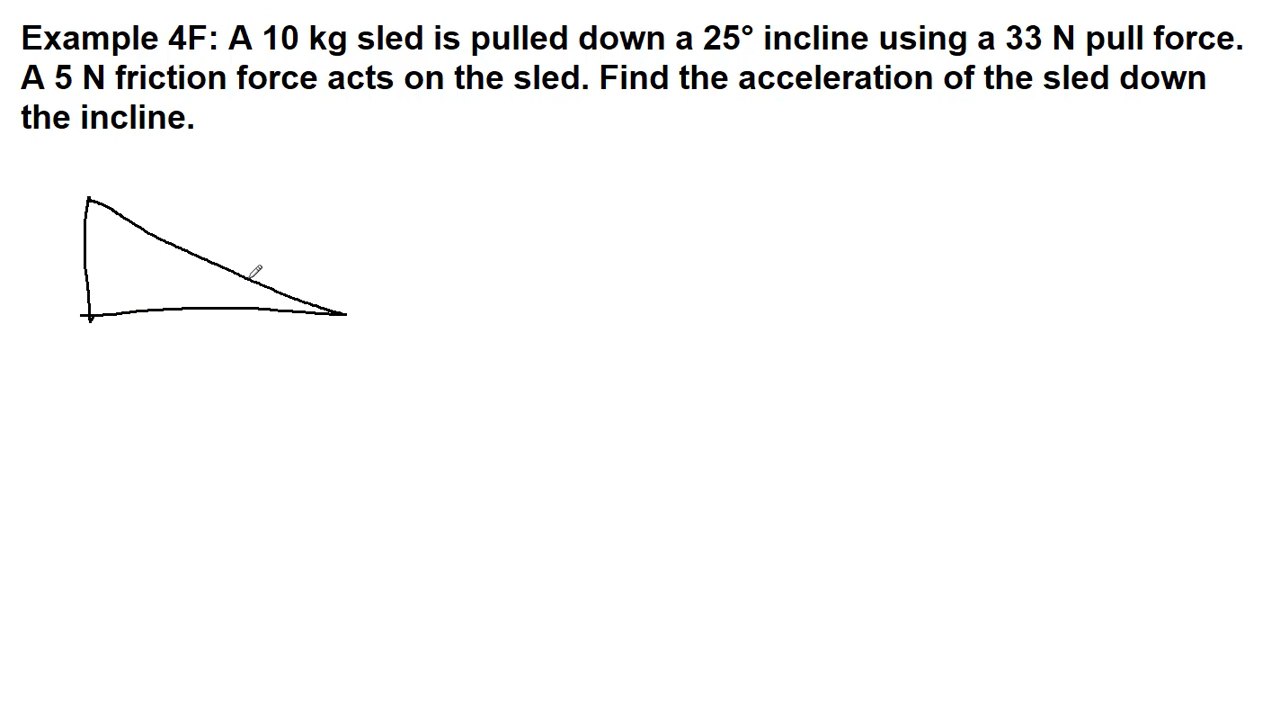 Example 4F: A 10 kg sled is pulled down a 25° incline using a 33 N pull force.
A 5 N friction force acts on the sled. Find the acceleration of the sled down
the incline.